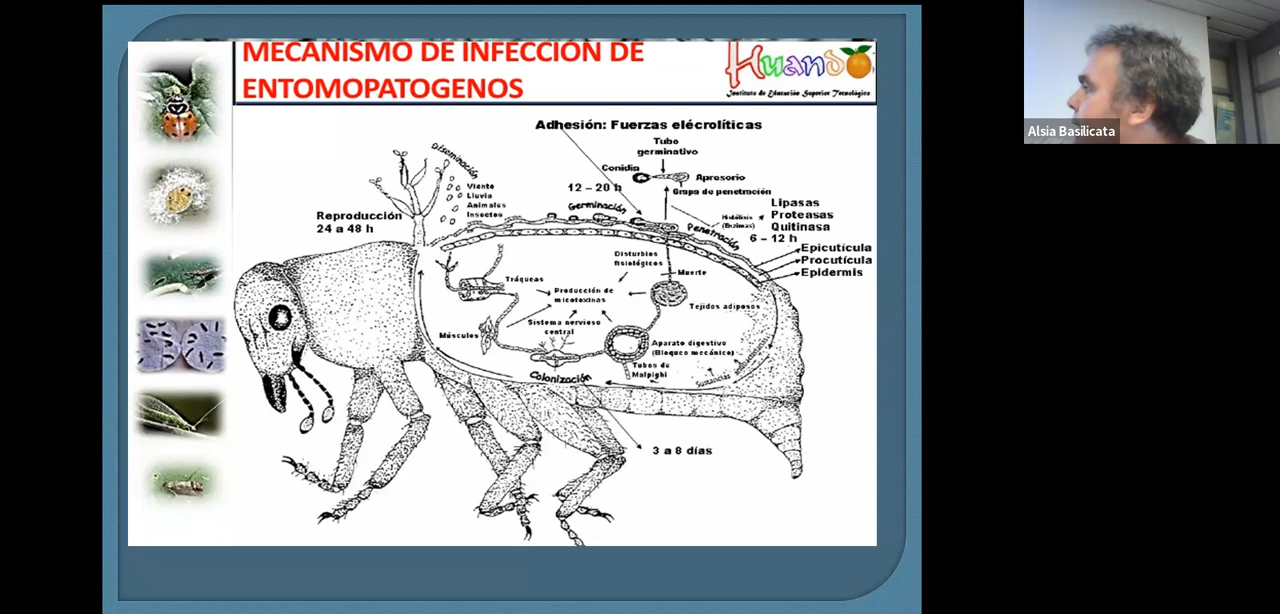 MECANISMO DE INFECCIÓN DE
ENTOMOPATOGENOS
Huando
Instituto de Educación Superior Tecnológico
Alsia Basilicata
Adhesión: Fuerzas elécrolíticas
Tubo
germinativo
Conidia
Apresorio
Grapa de penetración
12 – 20 h
Diseminación
Viento
Lluvia
Animales
Insectos
Reproducción
24 a 48 h
Germinación
Penetración
Hidrólisis
(Enzimas)
Lipasas
Proteasas
Quitinasa
6 – 12 h
Epicutícula
Procutícula
Epidermis
Disturbios
fisiológicos
Muerte
Tráqueas
Producción de
micotoxinas
Tejidos adiposos
Músculos
Sistema nervioso
central
Aparato digestivo
(Bloqueo mecánico)
Tubos de
Malpighi
Sustancias
Colonización
3 a 8 días